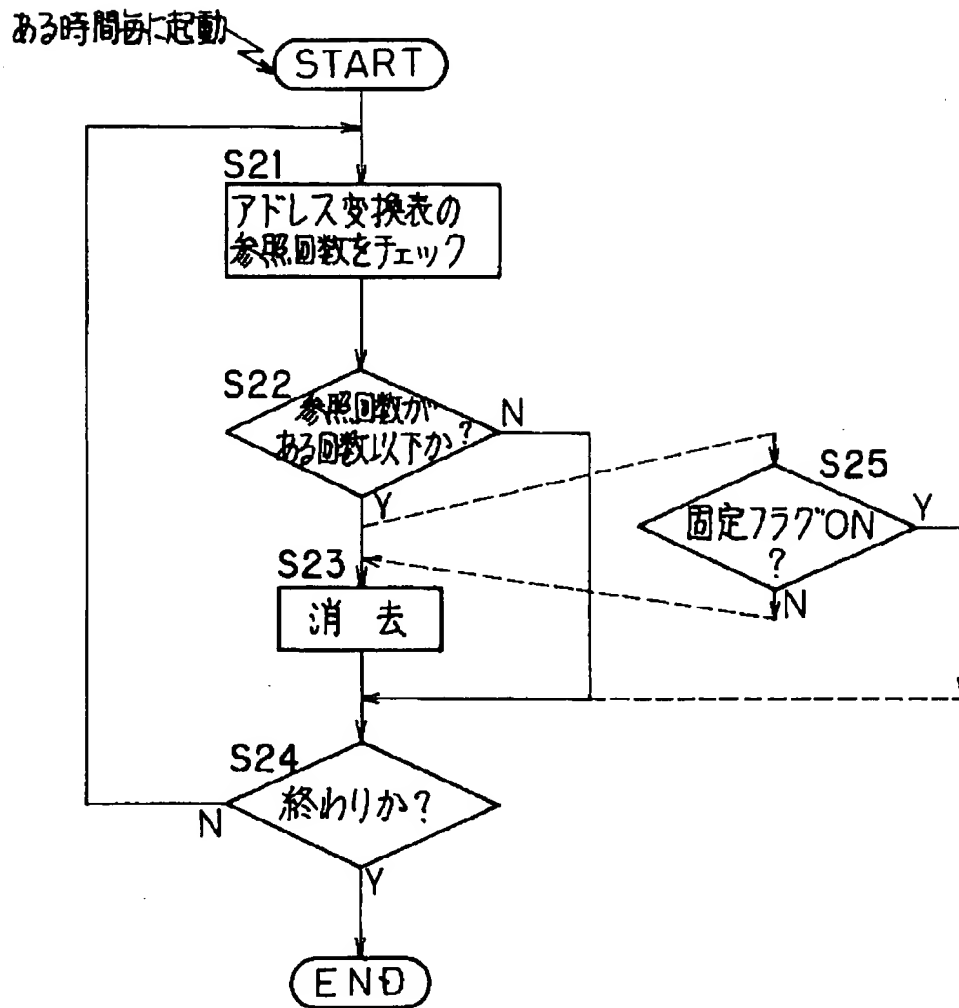 ある時間毎に起動
START
S21
アドレス変換表の
参照回数をチェック
S22
参照回数が
ある回数以下か?
N
Y
S25
固定フラグON
?
Y
N
S23
消去
S24
終わりか?
N
Y
END